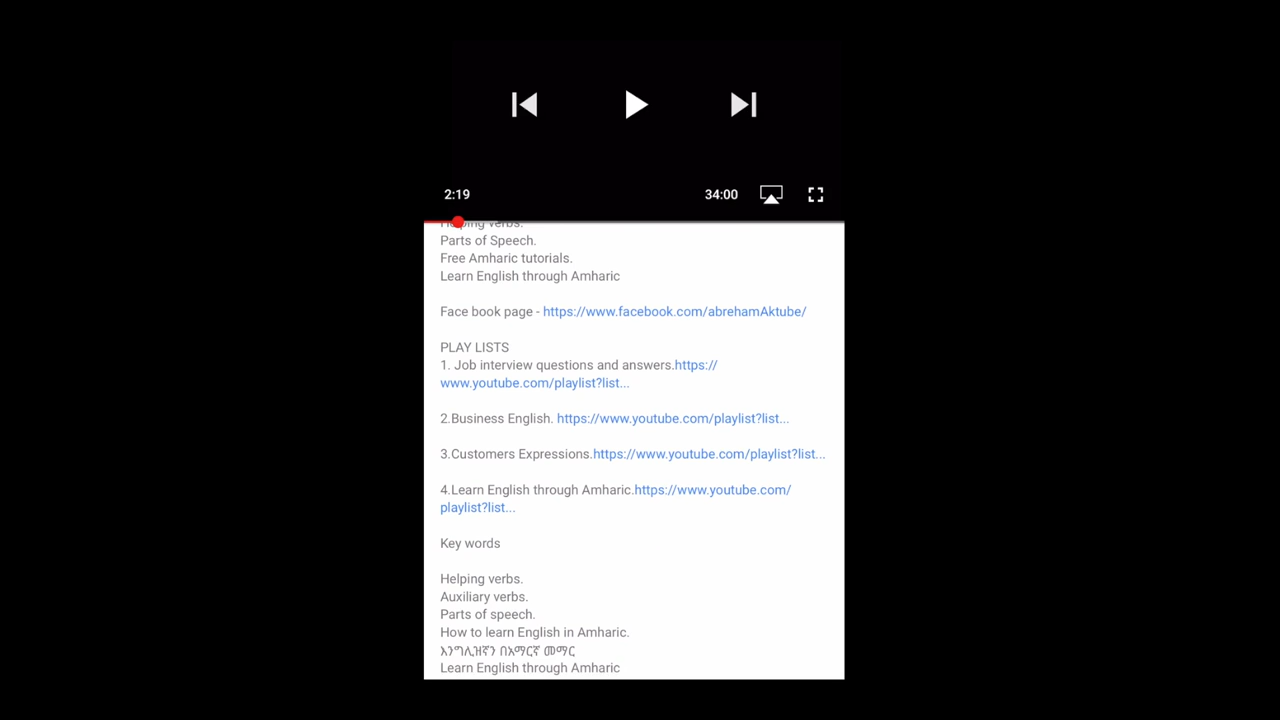 2:19
34:00
Helping verbs.
Parts of Speech.
Free Amharic tutorials.
Learn English through Amharic
Face book page - https://www.facebook.com/abrehamAktube/
PLAY LISTS
1. Job interview questions and answers.https://
www.youtube.com/playlist?list...
2.Business English. https://www.youtube.com/playlist?list...
3.Customers Expressions.https://www.youtube.com/playlist?list...
4.Learn English through Amharic.https://www.youtube.com/
playlist?list...
Key words
Helping verbs.
Auxiliary verbs.
Parts of speech.
How to learn English in Amharic.
እንግሊዝኛን በአማርኛ መማር
Learn English through Amharic